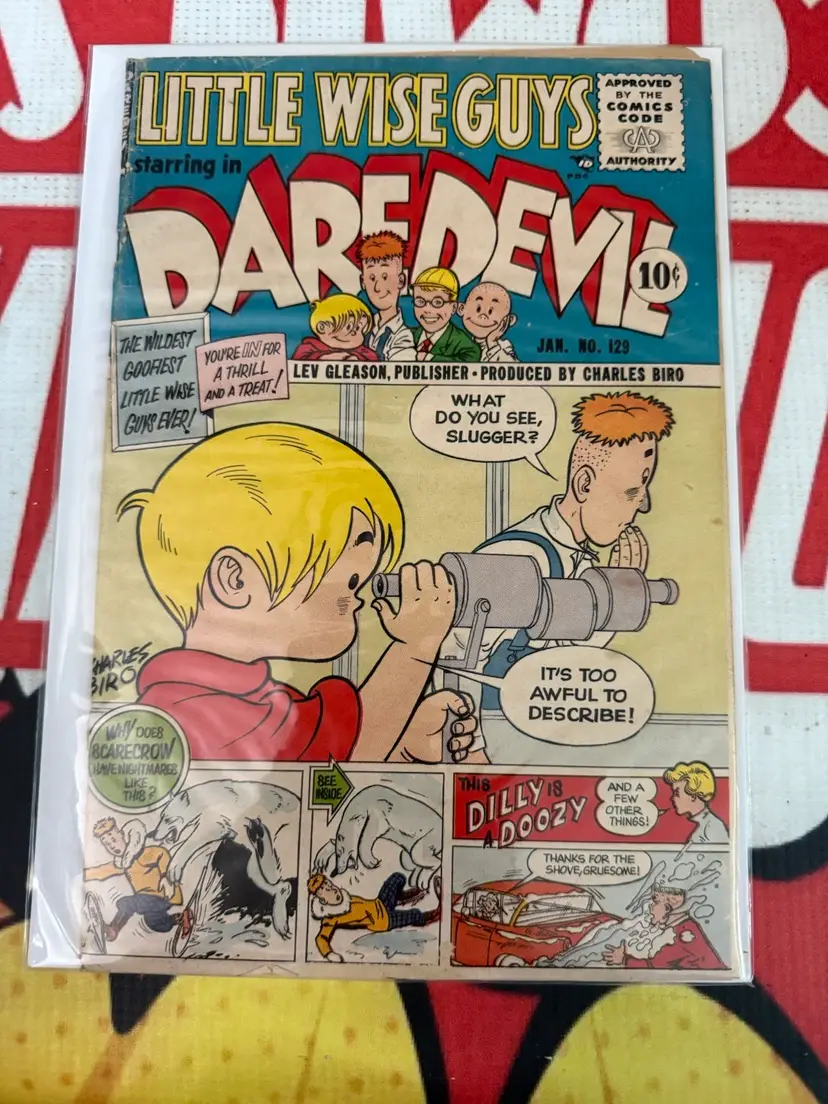 LITTLE WISE GUYS
APPROVED
BY THE
COMICS
CODE
CA
AUTHORITY
starring in
DAREDEVIL
10¢
JAN. NO. 129
THE WILDEST
GOOFIEST
LITTLE WISE
GUYS EVER!
YOU'RE IN FOR
A THRILL
AND A TREAT!
LEV GLEASON, PUBLISHER • PRODUCED BY CHARLES BIRO
WHAT
DO YOU SEE,
SLUGGER?
IT'S TOO
AWFUL TO
DESCRIBE!
CHARLES
BIRO
WHY DOES
SCARECROW
HAVE NIGHTMARES
LIKE
THIS?
SEE
INSIDE
THIS
DILLY IS
A DOOZY
AND A
FEW
OTHER
THINGS!
THANKS FOR THE
SHOVE, GRUESOME!